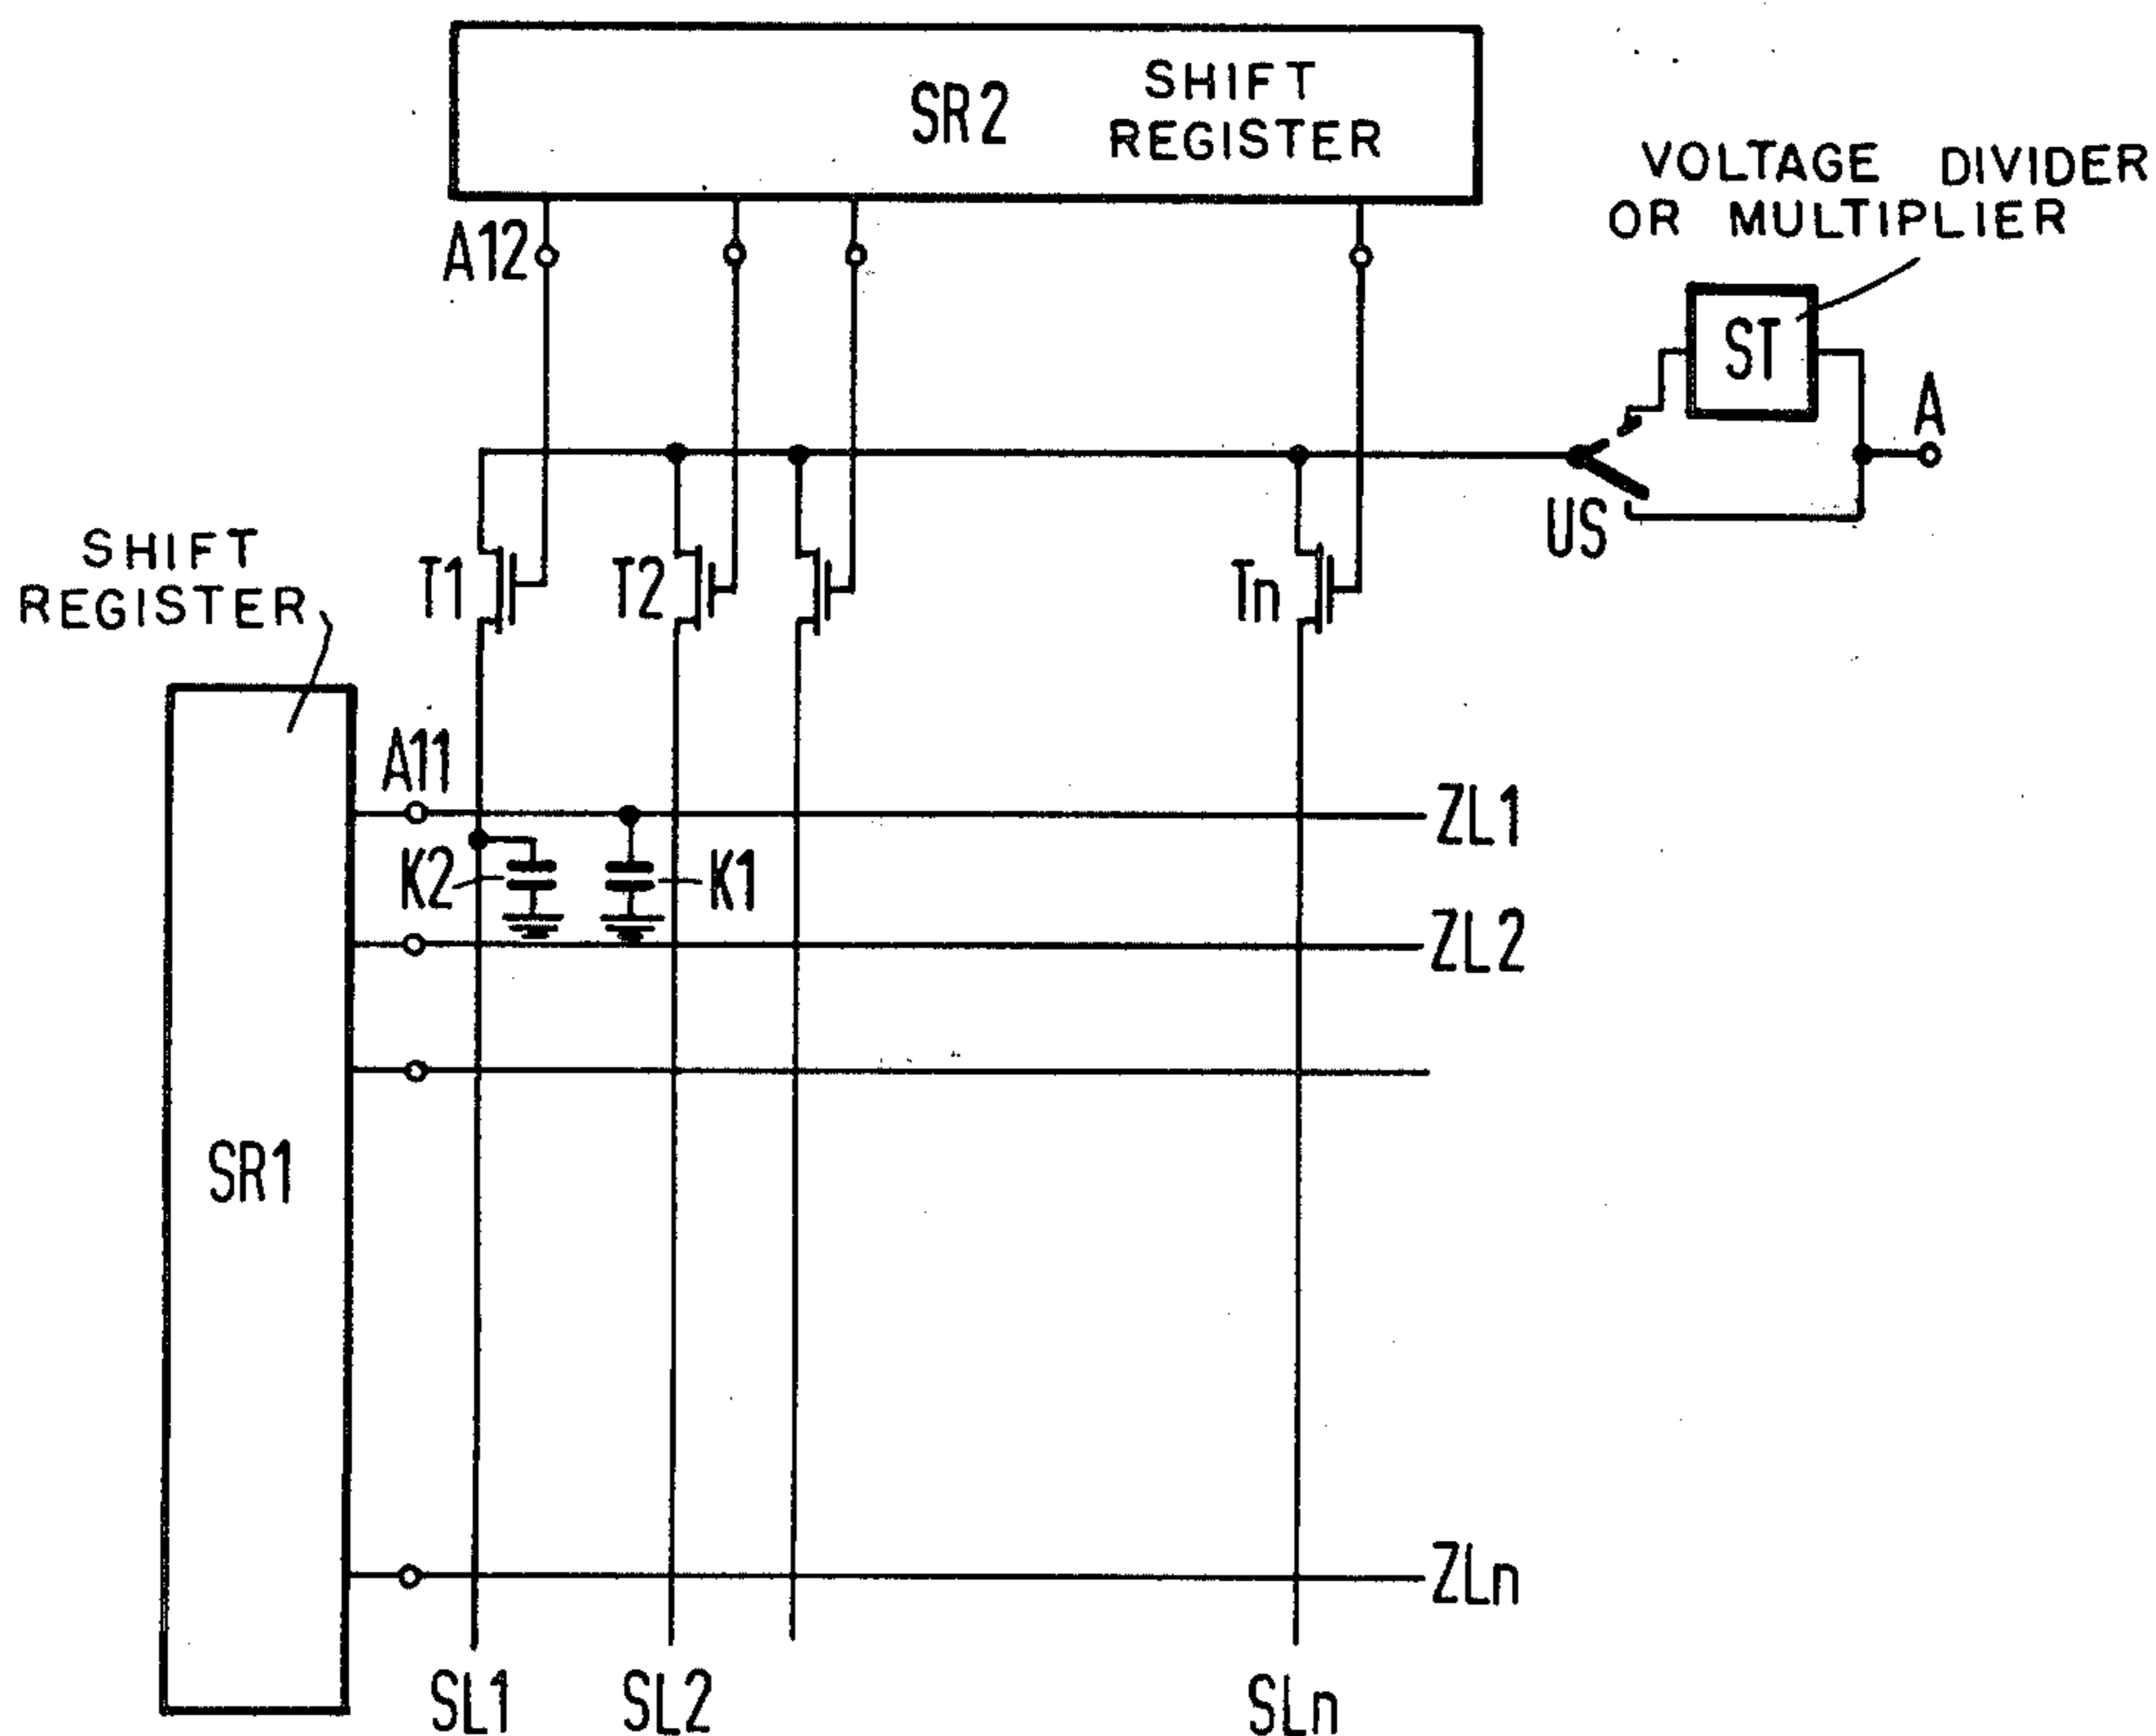 SR2
SHIFT
REGISTER
VOLTAGE DIVIDER
OR MULTIPLIER
A12
ST
A
US
SHIFT
REGISTER
T1
T2
Tn
A11
ZL1
K2
K1
ZL2
SR1
ZLn
SL1
SL2
SLn